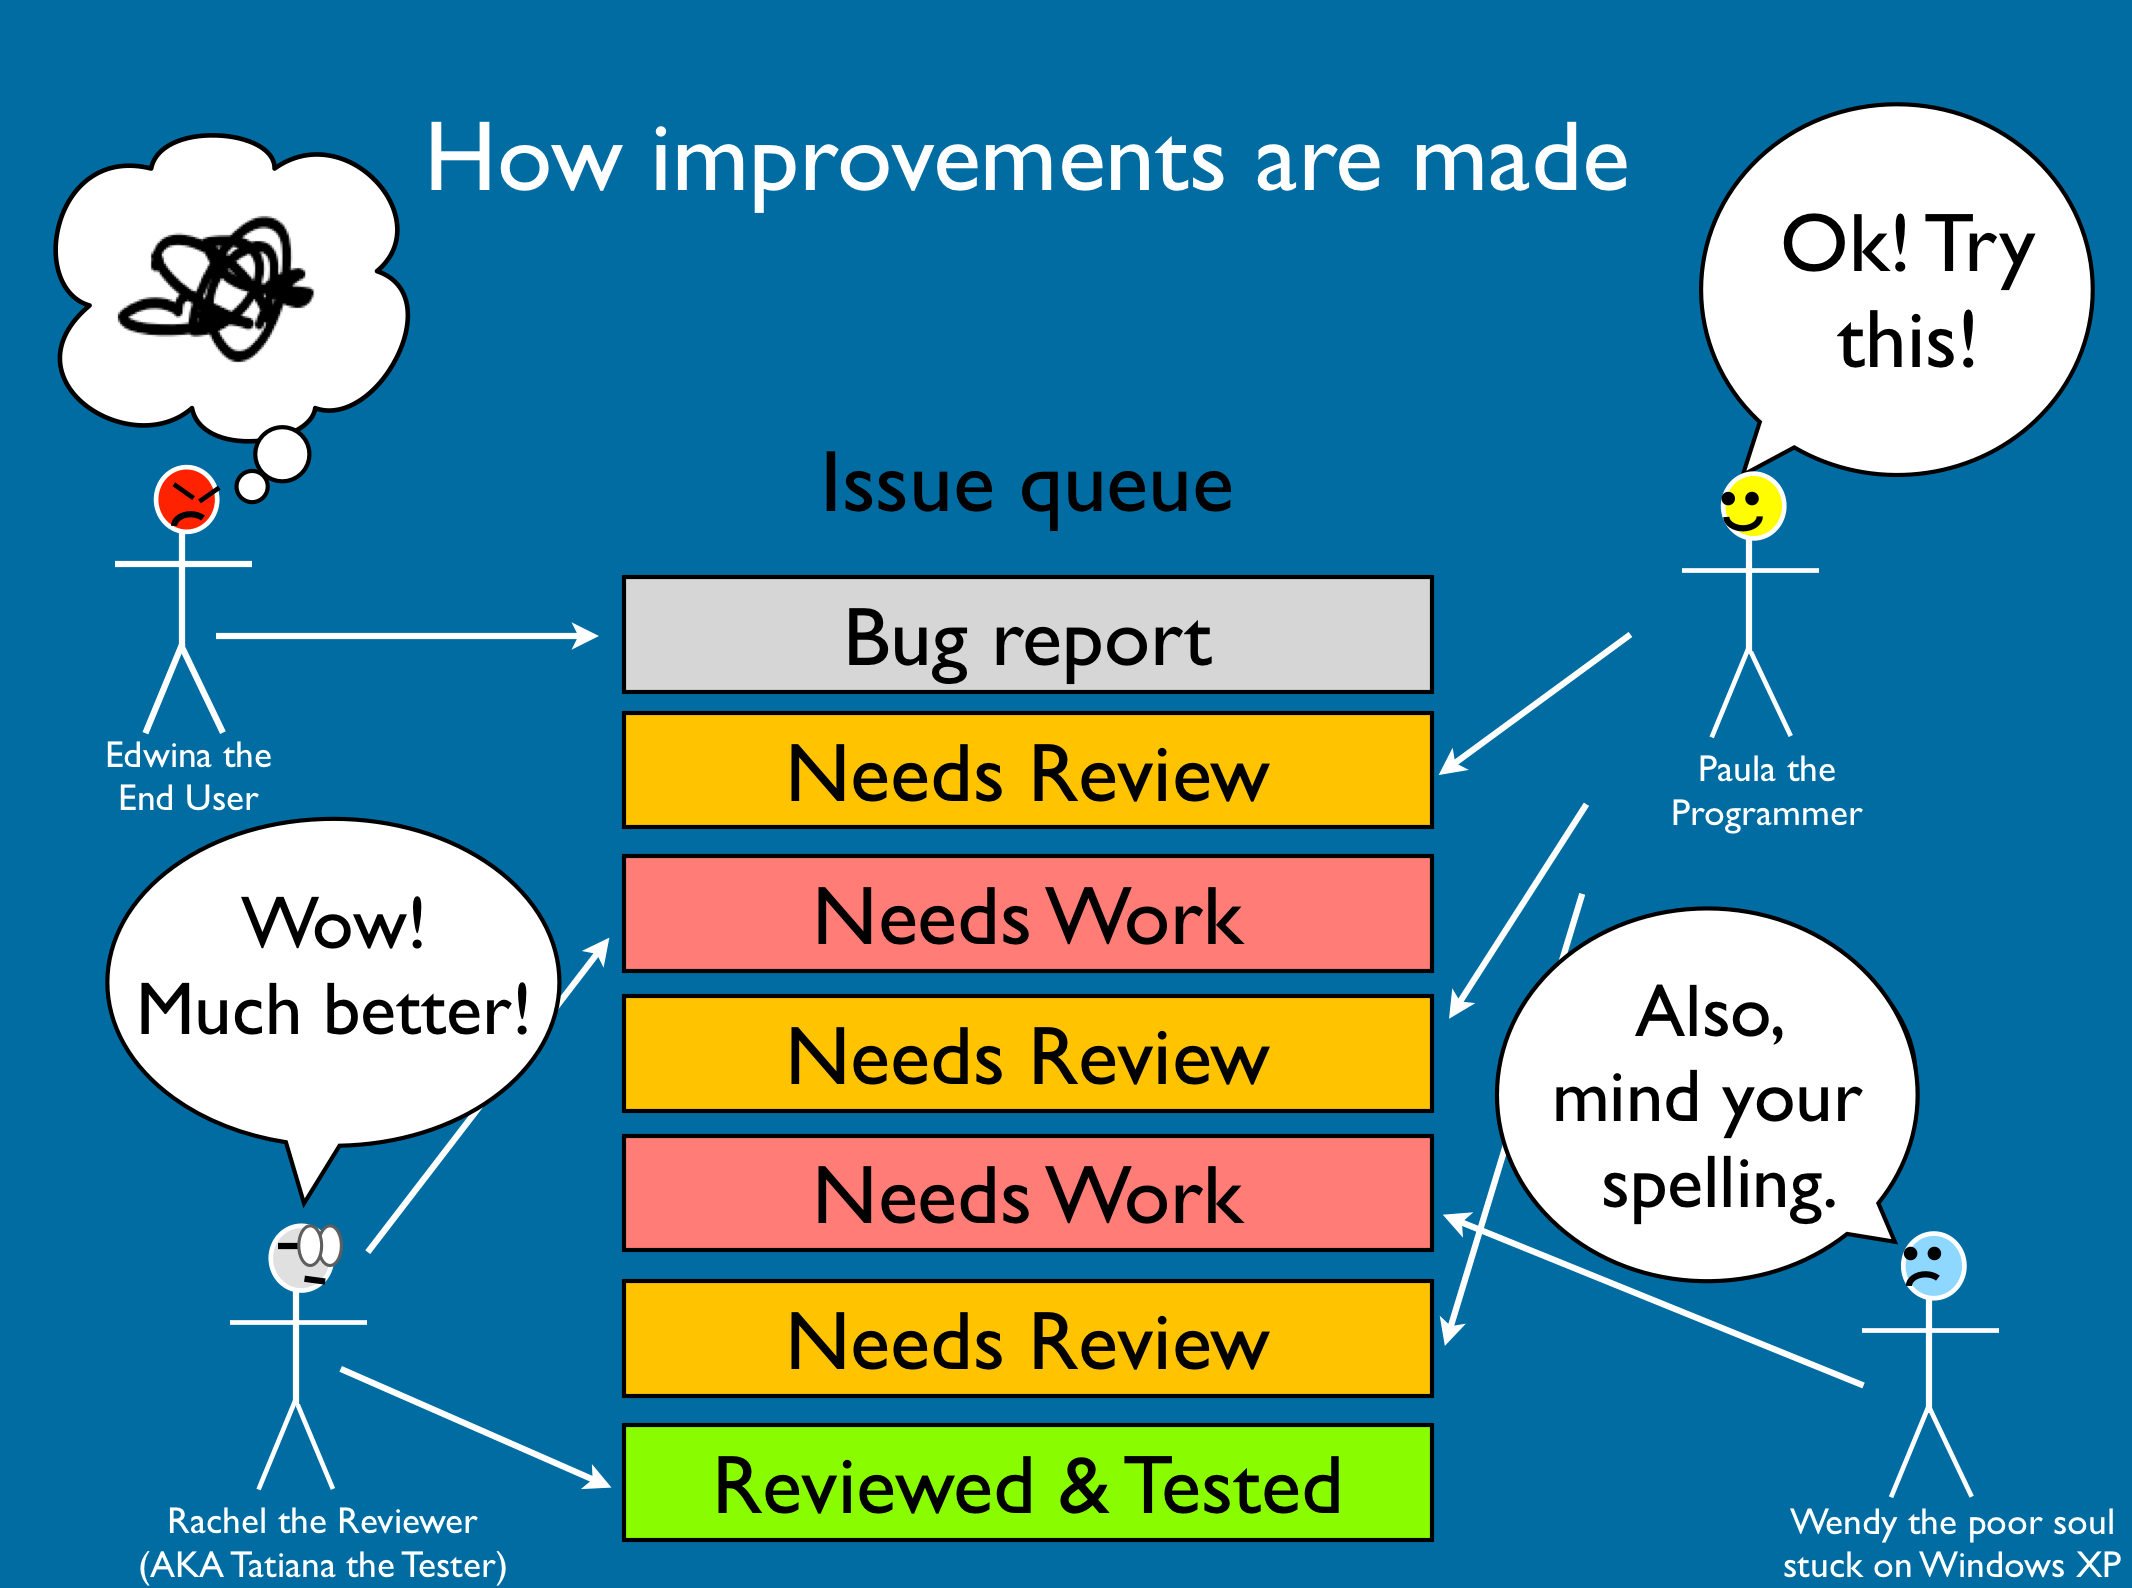 How improvements are made
Ok! Try
this!
Issue queue
Bug report
Needs Review
Edwina the
End User
Paula the
Programmer
Needs Work
Wow!
Much better!
Needs Review
Also,
mind your
spelling.
Needs Work
Needs Review
Reviewed & Tested
Rachel the Reviewer
(AKA Tatiana the Tester)
Wendy the poor soul
stuck on Windows XP